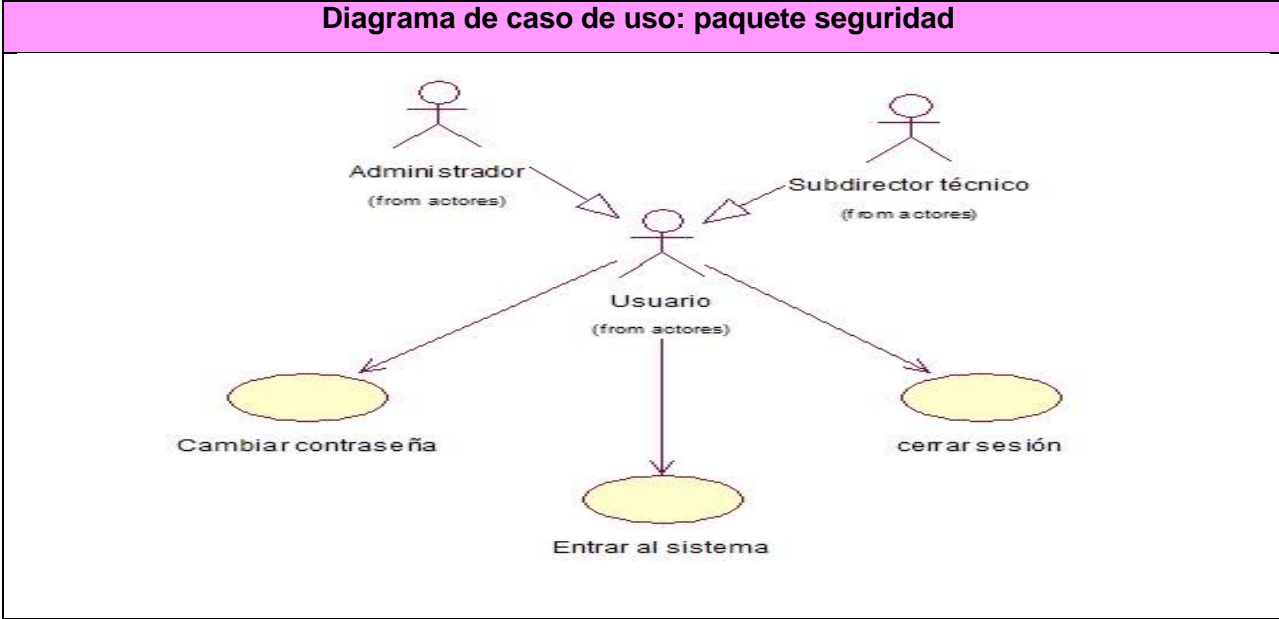 Diagrama de caso de uso: paquete seguridad
Administrador
(from actores)
Subdirector técnico
(from actores)
Usuario
(from actores)
Cambiar contraseña
cerrar sesión
Entrar al sistema